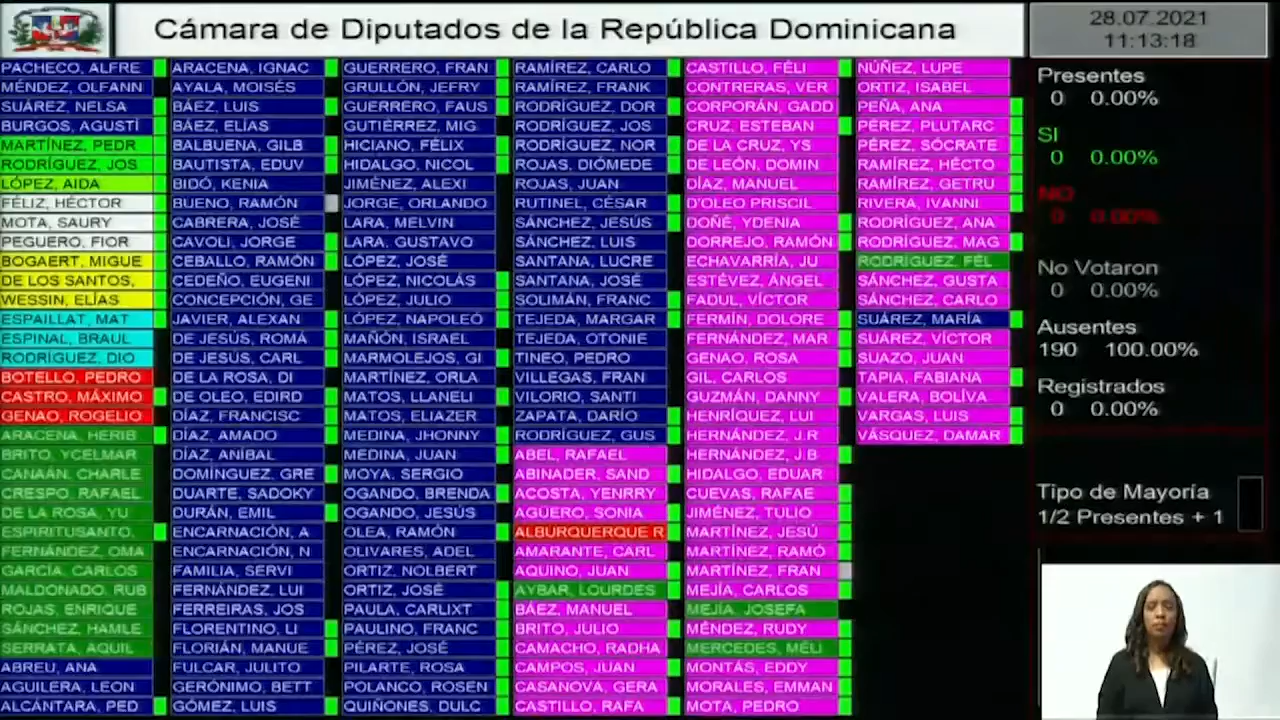 Cámara de Diputados de la República Dominicana
28.07.2021
11:13:18
PACHECO, ALFRE
MÉNDEZ, OLFANN
SUÁREZ, NELSA
BURGOS, AGUSTÍ
MARTÍNEZ, PEDR
RODRÍGUEZ, JOS
LÓPEZ, AIDA
FÉLIZ, HÉCTOR
MOTA, SAURY
PEGUERO, FIOR
BOGAERT, MIGUE
DE LOS SANTOS,
WESSIN, ELÍAS
ESPAILLAT, MAT
ESPINAL, BRAUL
RODRÍGUEZ, DIO
BOTELLO, PEDRO
CASTRO, MÁXIMO
GENAO, ROGELIO
ARACENA, HERIB
BRITO, YCELMAR
CANAÁN, CHARLE
CRESPO, RAFAEL
DE LA ROSA, YU
ESPIRITUSANTO,
FERNÁNDEZ, OMA
GARCÍA, CARLOS
MALDONADO, RUB
ROJAS, ENRIQUE
SÁNCHEZ, HAMLE
SERRATA, AQUIL
ABREU, ANA
AGUILERA, LEON
ALCÁNTARA, PED
ARACENA, IGNAC
AYALA, MOISÉS
BÁEZ, LUIS
BÁEZ, ELÍAS
BALBUENA, GILB
BAUTISTA, EDUV
BIDÓ, KENIA
BUENO, RAMÓN
CABRERA, JOSÉ
CAVOLI, JORGE
CEBALLO, RAMÓN
CEDEÑO, EUGENI
CONCEPCIÓN, GE
JAVIER, ALEXAN
DE JESÚS, ROMÁ
DE JESÚS, CARL
DE LA ROSA, DI
DE OLEO, EDIRD
DÍAZ, FRANCISC
DÍAZ, AMADO
DÍAZ, ANÍBAL
DOMÍNGUEZ, GRE
DUARTE, SADOKY
DURÁN, EMIL
ENCARNACIÓN, A
ENCARNACIÓN, N
FAMILIA, SERVI
FERNÁNDEZ, LUI
FERREIRAS, JOS
FLORENTINO, LI
FLORIÁN, MANUE
FULCAR, JULITO
GERÓNIMO, BETT
GÓMEZ, LUIS
GUERRERO, FRAN
GRULLÓN, JEFRY
GUERRERO, FAUS
GUTIÉRREZ, MIG
HICIANO, FÉLIX
HIDALGO, NICOL
JIMÉNEZ, ALEXI
JORGE, ORLANDO
LARA, MELVIN
LARA, GUSTAVO
LÓPEZ, JOSÉ
LÓPEZ, NICOLÁS
LÓPEZ, JULIO
LÓPEZ, NAPOLEÓ
MAÑÓN, ISRAEL
MARMOLEJOS, GI
MARTÍNEZ, ORLA
MATOS, LLANELI
MATOS, ELIAZER
MEDINA, JHONNY
MEDINA, JUAN
MOYA, SERGIO
OGANDO, BRENDA
OGANDO, JESÚS
OLEA, RAMÓN
OLIVARES, ADEL
ORTIZ, NOLBERT
ORTIZ, JOSÉ
PAULA, CARLIXT
PAULINO, FRANC
PÉREZ, JOSÉ
PILARTE, ROSA
POLANCO, ROSEN
QUIÑONES, DULC
RAMÍREZ, CARLO
RAMÍREZ, FRANK
RODRÍGUEZ, DOR
RODRÍGUEZ, JOS
RODRÍGUEZ, NOR
ROJAS, DIÓMEDE
ROJAS, JUAN
RUTINEL, CÉSAR
SÁNCHEZ, JESÚS
SÁNCHEZ, LUIS
SANTANA, LUCRE
SANTANA, JOSÉ
SOLIMÁN, FRANC
TEJEDA, MARGAR
TEJEDA, OTONIE
TINEO, PEDRO
VILLEGAS, FRAN
VILORIO, SANTI
ZAPATA, DARÍO
RODRÍGUEZ, GUS
ABEL, RAFAEL
ABINADER, SAND
ACOSTA, YENRRY
AGÜERO, SONIA
ALBURQUERQUE R
AMARANTE, CARL
AQUINO, JUAN
AYBAR, LOURDES
BÁEZ, MANUEL
BRITO, JULIO
CAMACHO, RADHA
CAMPOS, JUAN
CASANOVA, GERA
CASTILLO, RAFA
CASTILLO, FÉLI
CONTRERAS, VER
CORPORÁN, GADD
CRUZ, ESTEBAN
DE LA CRUZ, YS
DE LEÓN, DOMIN
DÍAZ, MANUEL
D'OLEO PRISCIL
DOÑÉ, YDENIA
DORREJO, RAMÓN
ECHAVARRÍA, JU
ESTÉVEZ, ÁNGEL
FADUL, VÍCTOR
FERMÍN, DOLORE
FERNÁNDEZ, MAR
GENAO, ROSA
GIL, CARLOS
GUZMÁN, DANNY
HENRÍQUEZ, LUI
HERNÁNDEZ, J.R
HERNÁNDEZ, J.B
HIDALGO, EDUAR
CUEVAS, RAFAE
JIMÉNEZ, TULIO
MARTÍNEZ, JESÚ
MARTÍNEZ, RAMÓ
MARTÍNEZ, FRAN
MEJÍA, CARLOS
MEJÍA, JOSEFA
MÉNDEZ, RUDY
MERCEDES, MÉLI
MONTÁS, EDDY
MORALES, EMMAN
MOTA, PEDRO
NÚÑEZ, LUPE
ORTIZ, ISABEL
PEÑA, ANA
PÉREZ, PLUTARC
PÉREZ, SÓCRATE
RAMÍREZ, HÉCTO
RAMÍREZ, GETRU
RIVERA, IVANNI
RODRÍGUEZ, ANA
RODRÍGUEZ, MAG
RODRÍGUEZ, FÉL
SÁNCHEZ, GUSTA
SÁNCHEZ, CARLO
SUÁREZ, MARÍA
SUÁREZ, VÍCTOR
SUAZO, JUAN
TAPIA, FABIANA
VALERA, BOLÍVA
VARGAS, LUIS
VÁSQUEZ, DAMAR
Presentes
0 0.00%
SI
0 0.00%
NO
0 0.00%
No Votaron
0 0.00%
Ausentes
190 100.00%
Registrados
0 0.00%
Tipo de Mayoría
1/2 Presentes + 1